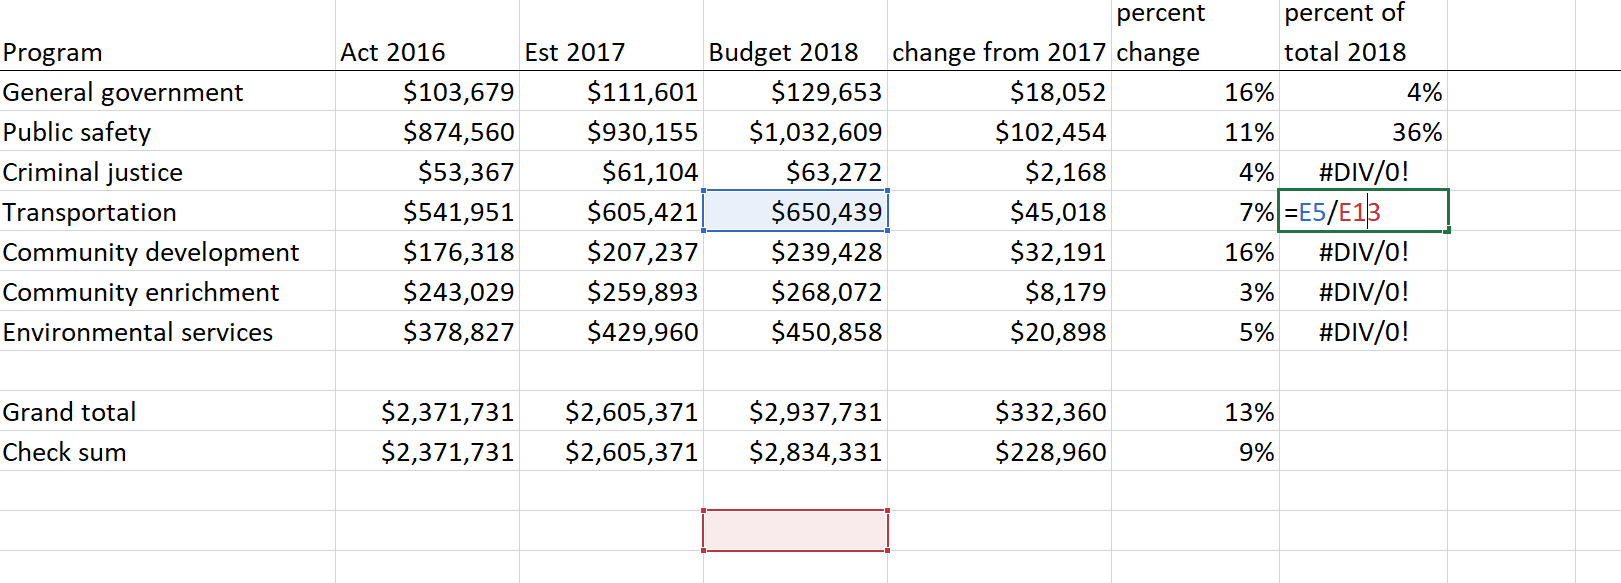 percent percent of
Program Act 2016 Est 2017 Budget 2018 change from 2017 change total 2018
General government $103,679 $111,601 $129,653 $18,052 16% 4%
Public safety $874,560 $930,155 $1,032,609 $102,454 11% 36%
Criminal justice $53,367 $61,104 $63,272 $2,168 4% #DIV/0!
Transportation $541,951 $605,421 $650,439 $45,018 7% =E5/E13
Community development $176,318 $207,237 $239,428 $32,191 16% #DIV/0!
Community enrichment $243,029 $259,893 $268,072 $8,179 3% #DIV/0!
Environmental services $378,827 $429,960 $450,858 $20,898 5% #DIV/0!
Grand total $2,371,731 $2,605,371 $2,937,731 $332,360 13%
Check sum $2,371,731 $2,605,371 $2,834,331 $228,960 9%